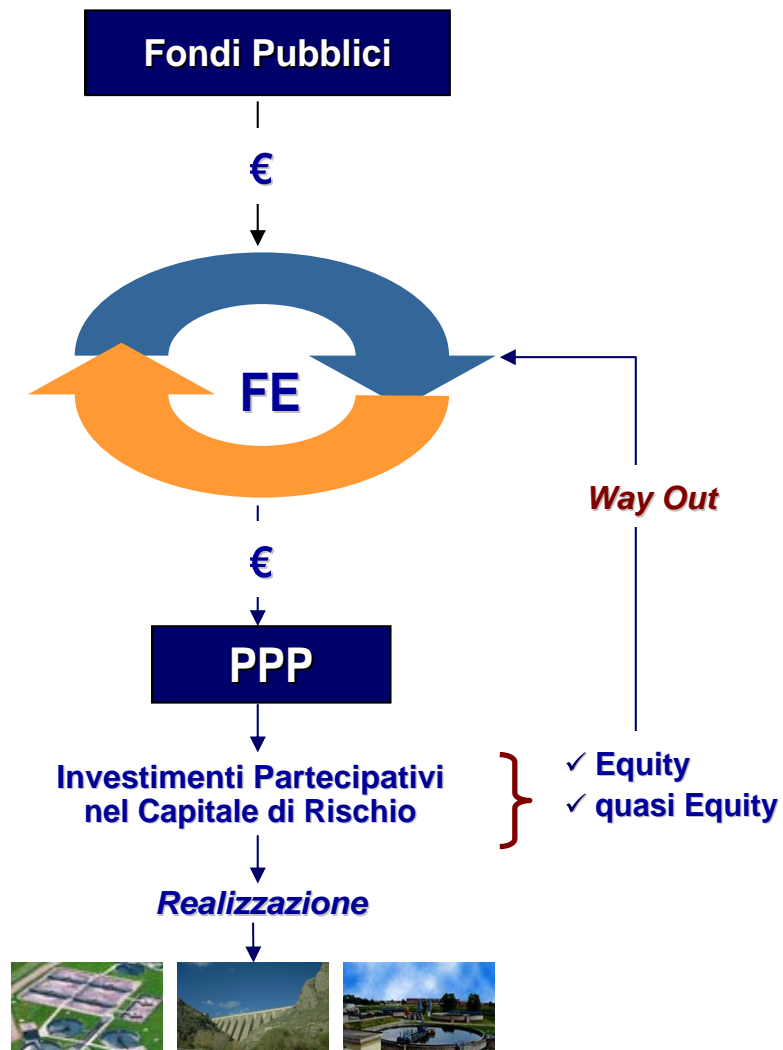 Fondi Pubblici
€
FE
Way Out
€
PPP
Investimenti Partecipativi
nel Capitale di Rischio
✓ Equity
✓ quasi Equity
Realizzazione